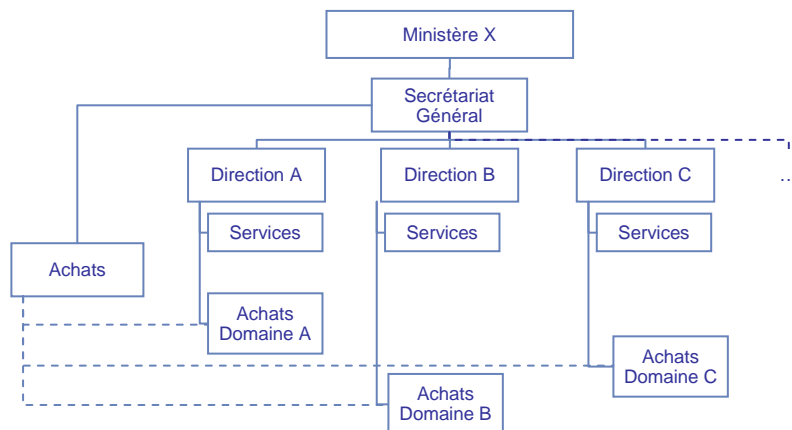 Ministère X
Secrétariat
Général
Direction A
Direction B
Direction C
...
Services
Services
Services
Achats
Achats
Domaine A
Achats
Domaine C
Achats
Domaine B